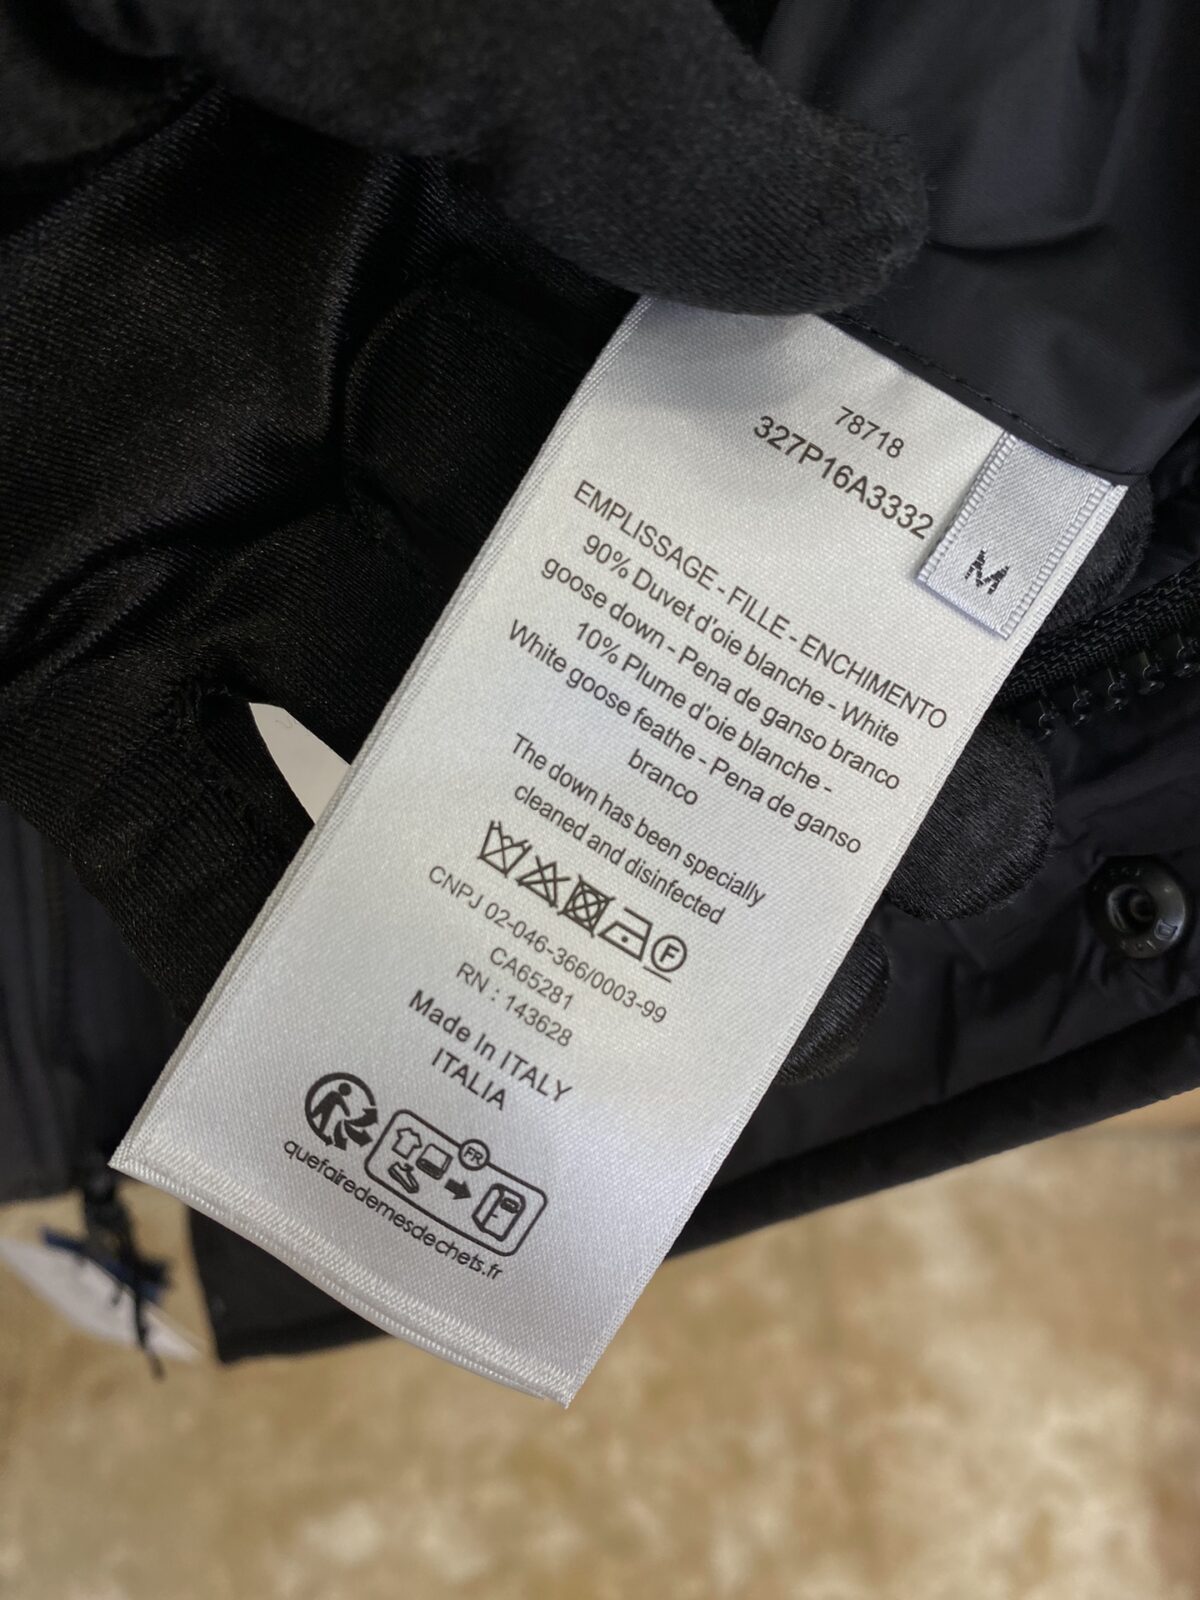 78718
327P16A3332
M
EMPLISSAGE - FILLE - ENCHIMENTO
90% Duvet d'oie blanche - White
goose down - Pena de ganso branco
10% Plume d'oie blanche -
White goose feathe - Pena de ganso
branco
The down has been specially
cleaned and disinfected
F
CNPJ 02-046-366/0003-99
CA65281
RN : 143628
Made In ITALY
ITALIA
FR
quefairedemesdechets.fr